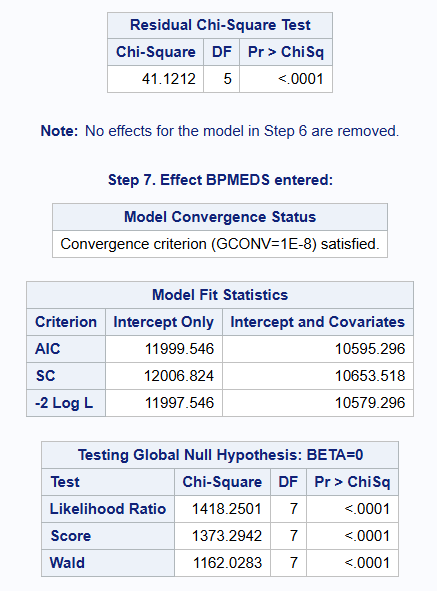 Residual Chi-Square Test
Chi-Square DF Pr > ChiSq
41.1212 5 <.0001
Note: No effects for the model in Step 6 are removed.
Step 7. Effect BPMEDS entered:
Model Convergence Status
Convergence criterion (GCONV=1E-8) satisfied.
Model Fit Statistics
Criterion Intercept Only Intercept and Covariates
AIC 11999.546 10595.296
SC 12006.824 10653.518
-2 Log L 11997.546 10579.296
Testing Global Null Hypothesis: BETA=0
Test Chi-Square DF Pr > ChiSq
Likelihood Ratio 1418.2501 7 <.0001
Score 1373.2942 7 <.0001
Wald 1162.0283 7 <.0001